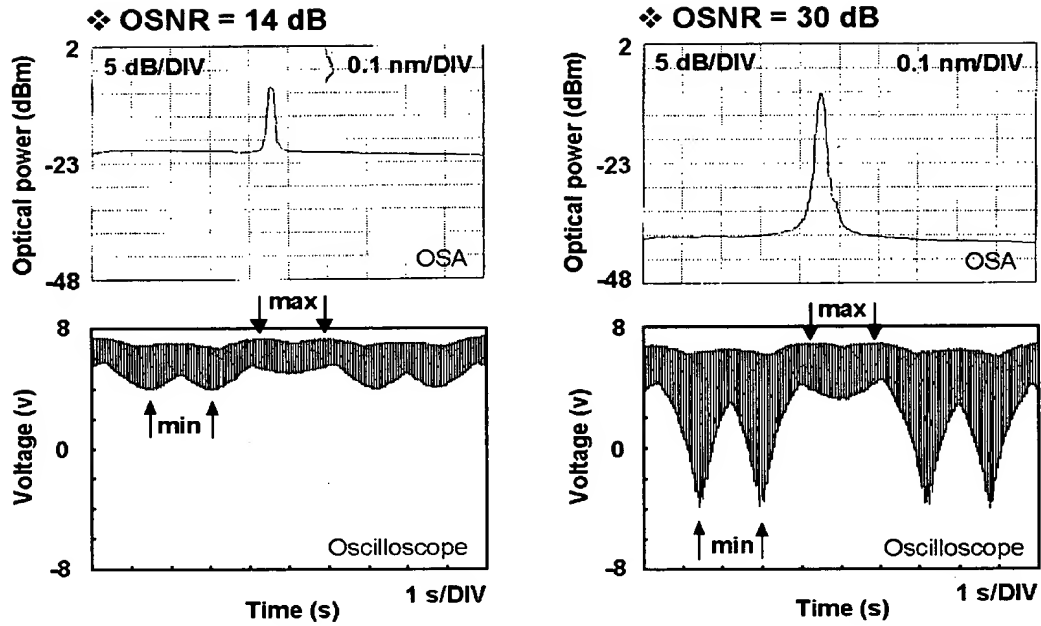 ❖ OSNR = 14 dB
2
5 dB/DIV
0.1 nm/DIV
Optical power (dBm)
-23
-48
OSA
max
8
Voltage (v)
0
min
-8
Oscilloscope
Time (s)
1 s/DIV
❖ OSNR = 30 dB
2
5 dB/DIV
0.1 nm/DIV
Optical power (dBm)
-23
-48
OSA
max
8
Voltage (v)
0
min
-8
Oscilloscope
Time (s)
1 s/DIV